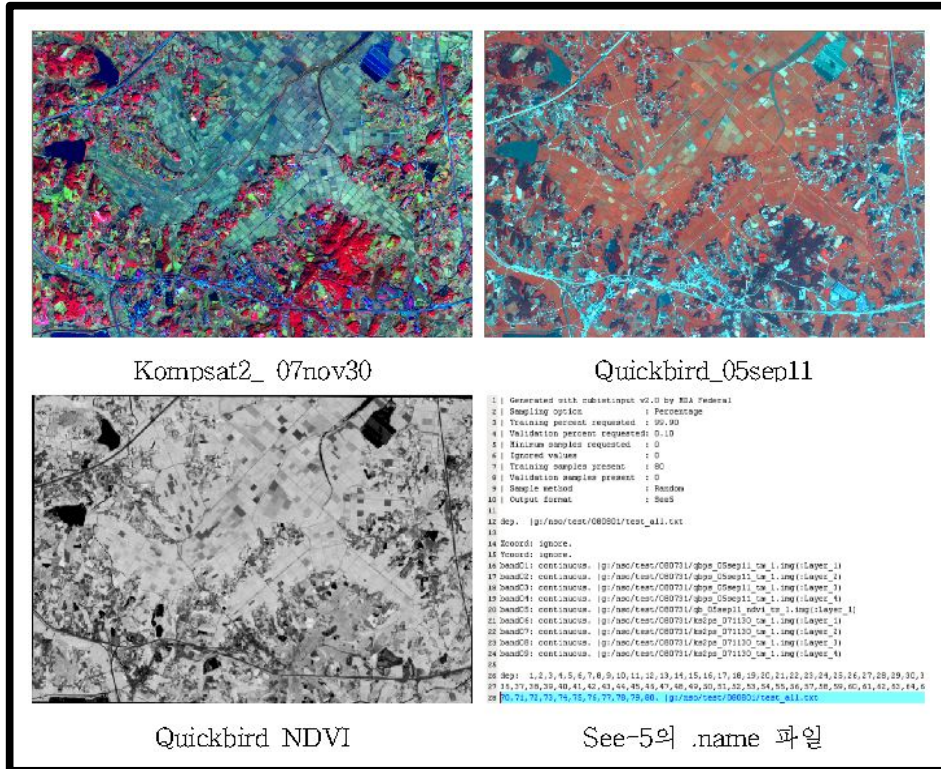 Kompsat2_ 07nov30
Quickbird_05sep11
1 | Generated with cubistinput v2.0 by MDA Federal
2 | Sampling option : Percentage
3 | Training percent requested : 99.90
4 | Validation percent requested: 0.10
5 | Minimum samples requested : 0
6 | Ignored values : 0
7 | Training samples present : 80
8 | Validation samples present : 0
9 | Sample method : Random
10 | Output format : See5
11
12 dep. |g:/nso/test/080801/test_all.txt
14 Xcoord: ignore.
15 Ycoord: ignore.
16 band01: continuous. |g:/nso/test/080731/qbps_05sep11_tm_1.img(:Layer_1)
17 band02: continuous. |g:/nso/test/080731/qbps_05sep11_tm_1.img(:Layer_2)
18 band03: continuous. |g:/nso/test/080731/qbps_05sep11_tm_1.img(:Layer_3)
19 band04: continuous. |g:/nso/test/080731/qbps_05sep11_tm_1.img(:Layer_4)
20 band05: continuous. |g:/nso/test/080731/qb_05sep11_ndvi_tm_1.img(:layer_1)
21 band06: continuous. |g:/nso/test/080731/ks2ps_071130_tm_1.img(:Layer_1)
22 band07: continuous. |g:/nso/test/080731/ks2ps_071130_tm_1.img(:Layer_2)
23 band08: continuous. |g:/nso/test/080731/ks2ps_071130_tm_1.img(:Layer_3)
24 band09: continuous. |g:/nso/test/080731/ks2ps_071130_tm_1.img(:Layer_4)
25
26 dep: 1,2,3,4,5,6,7,8,9,10,11,12,13,14,15,16,17,18,19,20,21,22,23,24,25,26,27,28,29,30,3
27 35,37,38,39,40,41,42,43,44,45,46,47,48,49,50,51,52,53,54,55,56,57,58,59,60,61,62,63,64,6
28 70,71,72,73,74,75,76,77,78,79,80. |g:/nso/test/080801/test_all.txt
Quickbird NDVI
See-5의 .name 파일